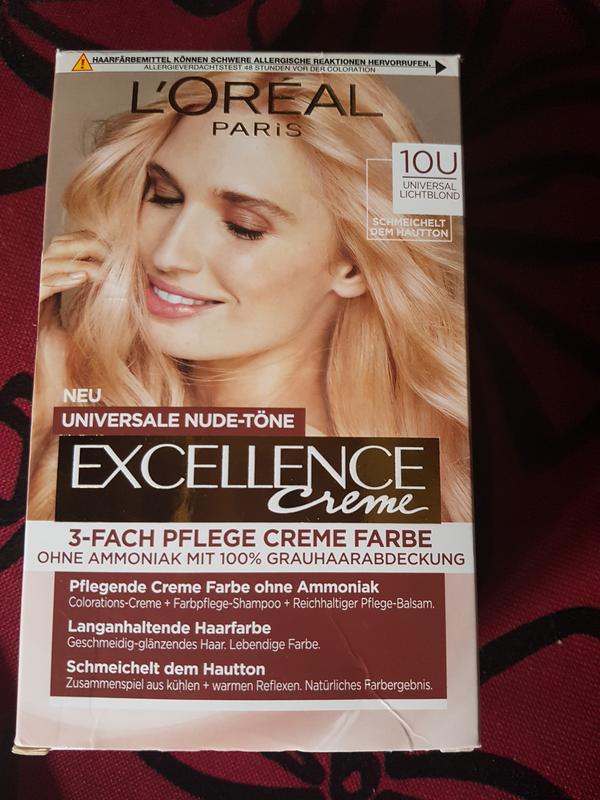 HAARFÄRBEMITTEL KÖNNEN SCHWERE ALLERGISCHE REAKTIONEN HERVORRUFEN.
ALLERGIEVERDACHTSTEST 48 STUNDEN VOR DER COLORATION
L'ORÉAL
PARiS
10U
UNIVERSAL
LICHTBLOND
SCHMEICHELT
DEM HAUTTON
NEU
UNIVERSALE NUDE-TÖNE
EXCELLENCE
Creme
3-FACH PFLEGE CREME FARBE
OHNE AMMONIAK MIT 100% GRAUHAARABDECKUNG
Pflegende Creme Farbe ohne Ammoniak
Colorations-Creme + Farbpflege-Shampoo + Reichhaltiger Pflege-Balsam.
Langanhaltende Haarfarbe
Geschmeidig-glänzendes Haar. Lebendige Farbe.
Schmeichelt dem Hautton
Zusammenspiel aus kühlen + warmen Reflexen. Natürliches Farbergebnis.